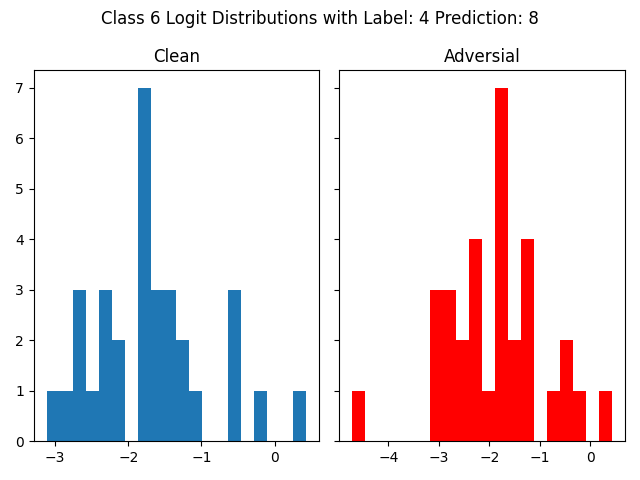 Class 6 Logit Distributions with Label: 4 Prediction: 8
Clean
Adversial
7
6
5
4
3
2
1
0
−3 −2 −1 0
−4 −3 −2 −1 0